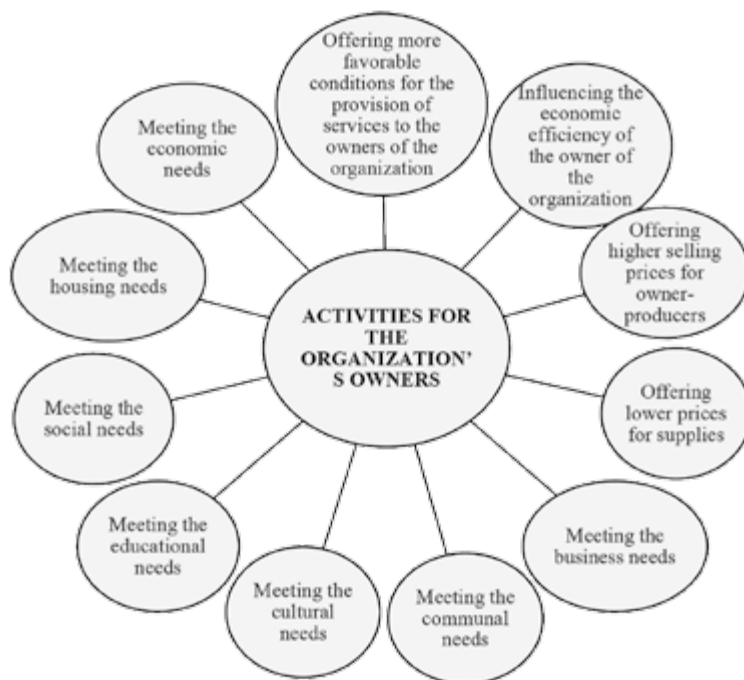 Offering more
favorable
conditions for the
provision of
services to the
owners of the
organization
Influencing the
economic
efficiency of
the owner of
the
organization
Offering
higher selling
prices for
owner-
producers
Offering
lower prices
for supplies
Meeting the
business needs
Meeting the
communal
needs
Meeting the
cultural
needs
Meeting the
educational
needs
Meeting the
social needs
Meeting the
housing needs
Meeting the
economic
needs
ACTIVITIES FOR
THE
ORGANIZATION’
S OWNERS